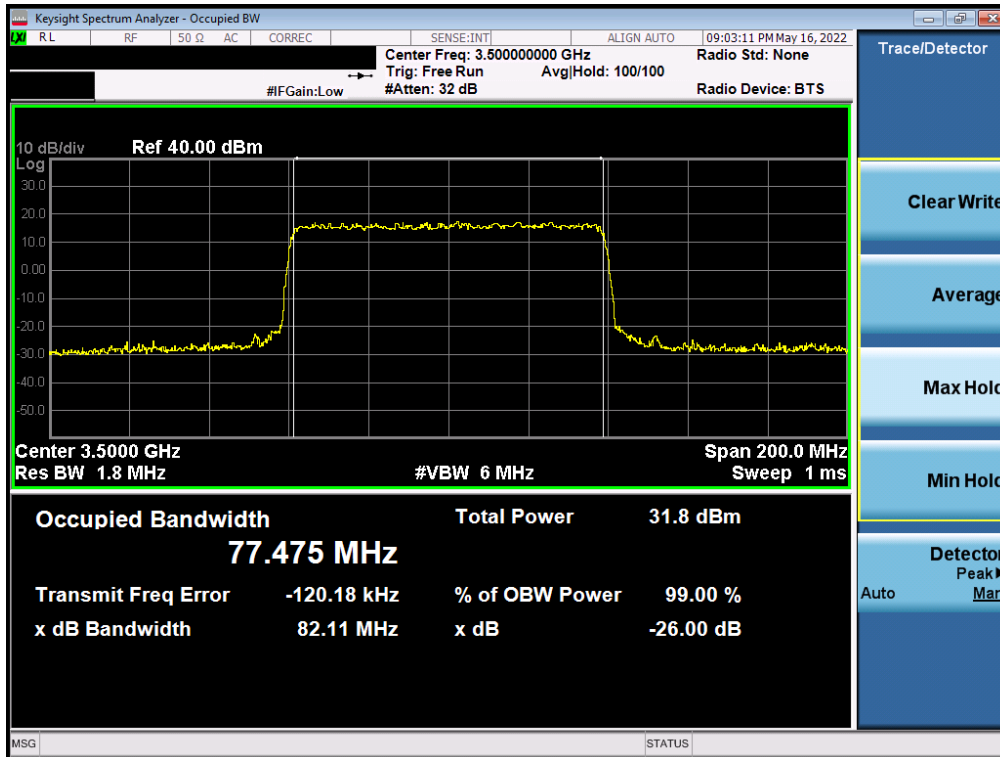 Keysight Spectrum Analyzer - Occupied BW
LXI RL RF 50 Ω AC CORREC SENSE:INT ALIGN AUTO 09:03:11 PM May 16, 2022
Center Freq: 3.500000000 GHz Radio Std: None
Trig: Free Run Avg|Hold: 100/100
#IFGain:Low #Atten: 32 dB Radio Device: BTS
10 dB/div Ref 40.00 dBm
Log
30.0
20.0
10.0
0.00
-10.0
-20.0
-30.0
-40.0
-50.0
Center 3.5000 GHz Span 200.0 MHz
Res BW 1.8 MHz #VBW 6 MHz Sweep 1 ms
Occupied Bandwidth Total Power 31.8 dBm
77.475 MHz
Transmit Freq Error -120.18 kHz % of OBW Power 99.00 %
x dB Bandwidth 82.11 MHz x dB -26.00 dB
MSG STATUS
Trace/Detector
Clear Write
Average
Max Hold
Min Hold
Detector
Peak
Auto Man